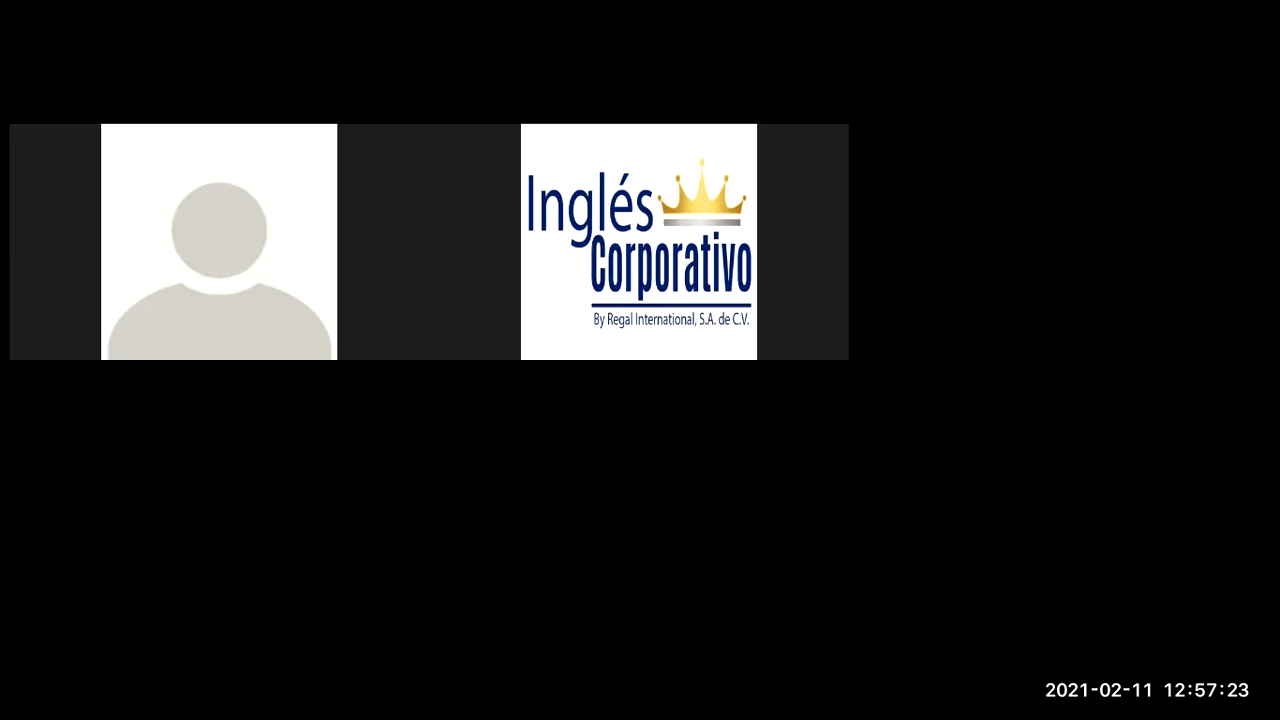 Inglés
Corporativo
By Regal International, S.A. de C.V.
2021-02-11 12:57:23